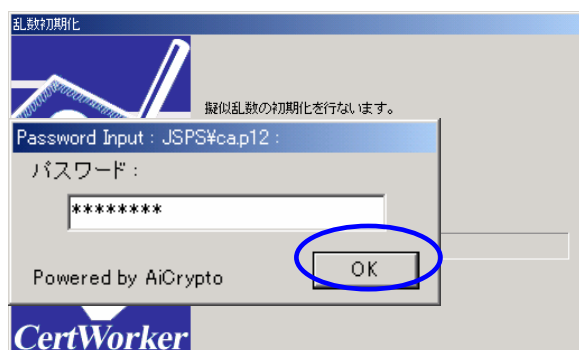 乱数初期化
擬似乱数の初期化を行ないます。
Password Input : JSPS¥ca.p12 :
パスワード :
********
OK
Powered by AiCrypto
CertWorker